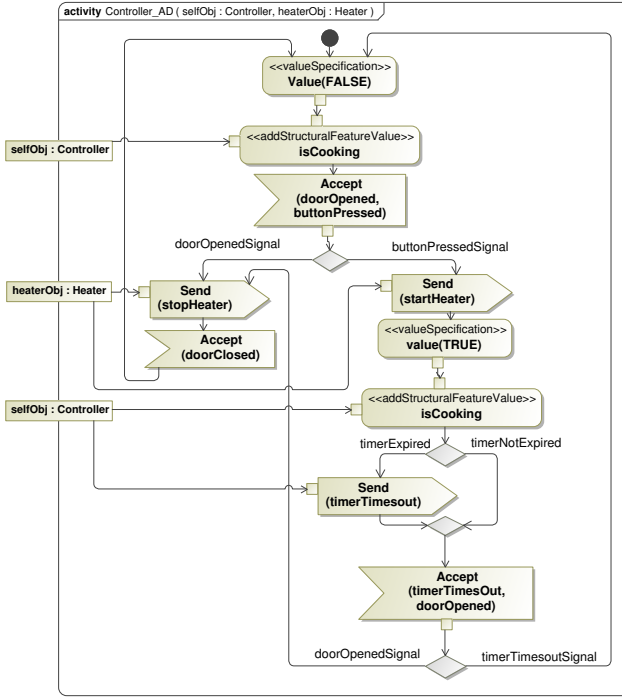 activity Controller_AD ( selfObj : Controller, heaterObj : Heater )
<<valueSpecification>>
Value(FALSE)
selfObj : Controller
<<addStructuralFeatureValue>>
isCooking
Accept
(doorOpened,
buttonPressed)
doorOpenedSignal
buttonPressedSignal
heaterObj : Heater
Send
(stopHeater)
Send
(startHeater)
Accept
(doorClosed)
<<valueSpecification>>
value(TRUE)
selfObj : Controller
<<addStructuralFeatureValue>>
isCooking
timerExpired
timerNotExpired
Send
(timerTimesout)
Accept
(timerTimesOut,
doorOpened)
doorOpenedSignal
timerTimesoutSignal